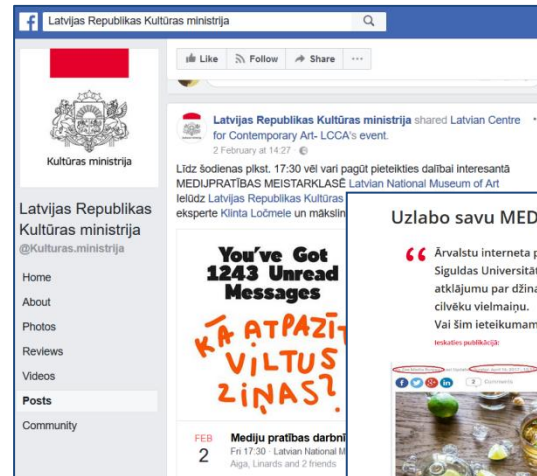 Latvijas Republikas Kultūras ministrija
Like Follow Share
Kultūras ministrija
Latvijas Republikas
Kultūras ministrija
@Kulturas.ministrija
Home
About
Photos
Reviews
Videos
Posts
Community
Latvijas Republikas Kultūras ministrija shared Latvian Centre
for Contemporary Art- LCCA's event.
2 February at 14:27
Līdz šodienas plkst. 17:30 vēl vari pagūt pieteikties dalībai interesantā
MEDIJPRATĪBAS MEISTARKLASĒ Latvian National Museum of Art
Ielūdz Latvijas Republikas Kultūras
eksperte Klinta Ločmele un māksli
You've Got
1243 Unread
Messages
KĀ ATPAZĪ
VILTUS
ZIŅAS?
FEB
2
Mediju pratības darbn
Fri 17:30 · Latvian National M
Aiga, Linards and 2 friends
Uzlabo savu MED
Ārvalstu interneta p
Siguldas Universitāt
atklājumu par džina
cilvēku vielmaiņu.
Vai šim ieteikumam
Ieskaties publikācijā: